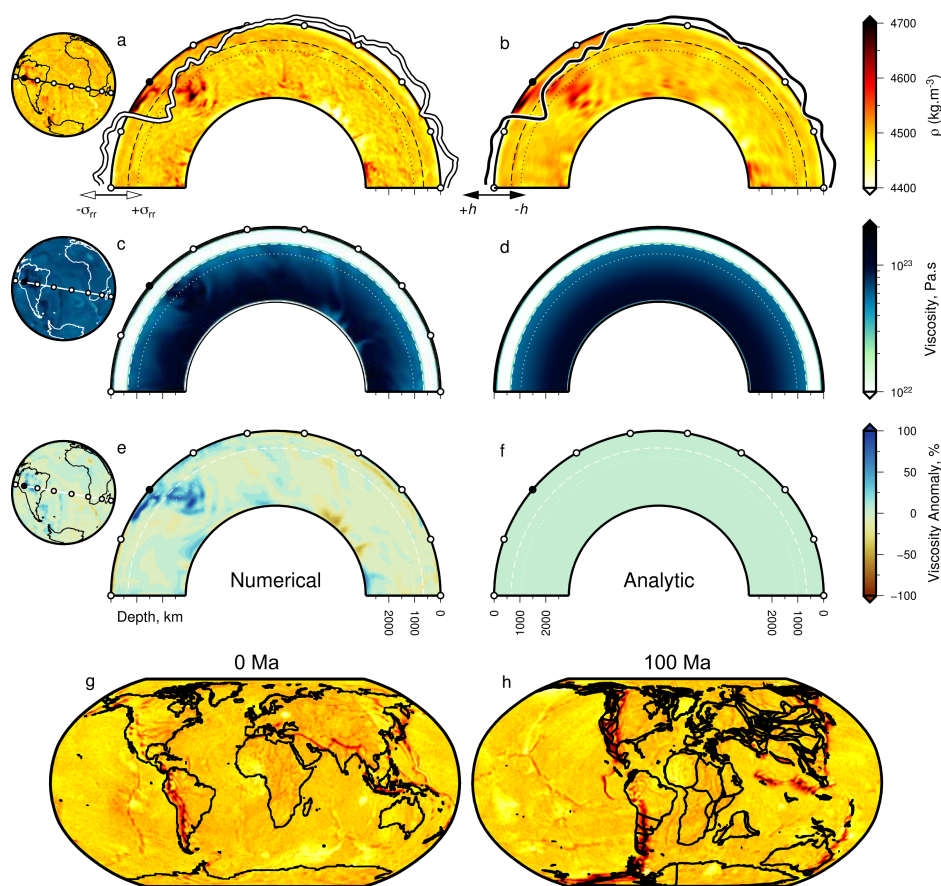 a
b
4700
4600
4500
4400
ρ (kg.m⁻³)
-σrr
+σrr
+h
-h
c
d
10²³
10²²
Viscosity, Pa.s
e
f
100
50
0
−50
−100
Viscosity Anomaly, %
Numerical
Analytic
Depth, km
2000
1000
0
0
1000
2000
2000
1000
0
0 Ma
100 Ma
g
h